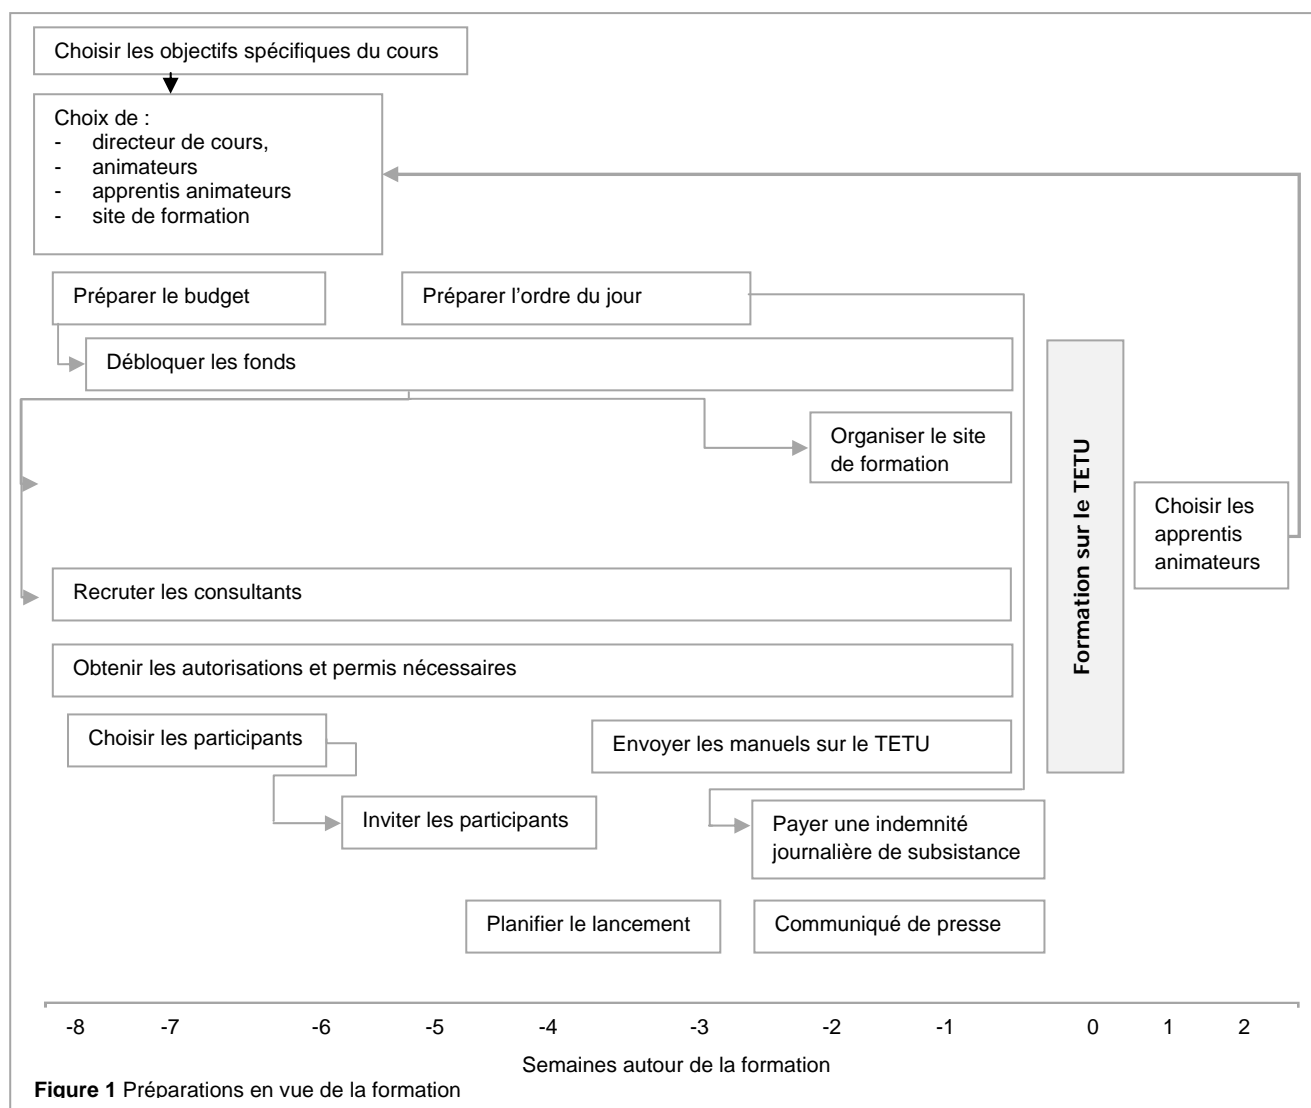 Choisir les objectifs spécifiques du cours
Choix de :
- directeur de cours,
- animateurs
- apprentis animateurs
- site de formation
Préparer le budget
Préparer l’ordre du jour
Débloquer les fonds
Organiser le site
de formation
Formation sur le TETU
Choisir les
apprentis
animateurs
Recruter les consultants
Obtenir les autorisations et permis nécessaires
Choisir les participants
Envoyer les manuels sur le TETU
Inviter les participants
Payer une indemnité
journalière de subsistance
Planifier le lancement
Communiqué de presse
-8 -7 -6 -5 -4 -3 -2 -1 0 1 2
Semaines autour de la formation
Figure 1 Préparations en vue de la formation